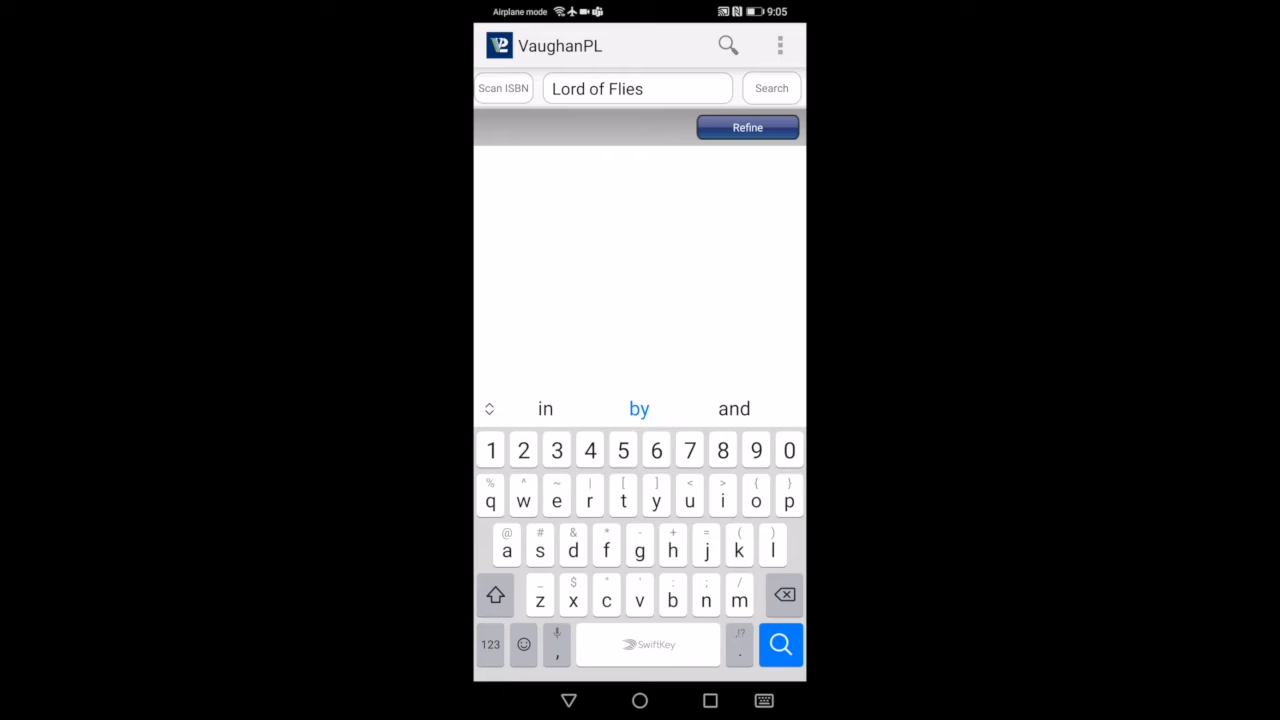 Airplane mode 9:05
VaughanPL
Scan ISBN Lord of Flies Search
Refine
in by and
1 2 3 4 5 6 7 8 9 0
% ^ ~ | [ ] < > { }
q w e r t y u i o p
@ # & * - + = ( )
a s d f g h j k l
_ $ " ' : ; /
z x c v b n m
123 , SwiftKey ,!? .